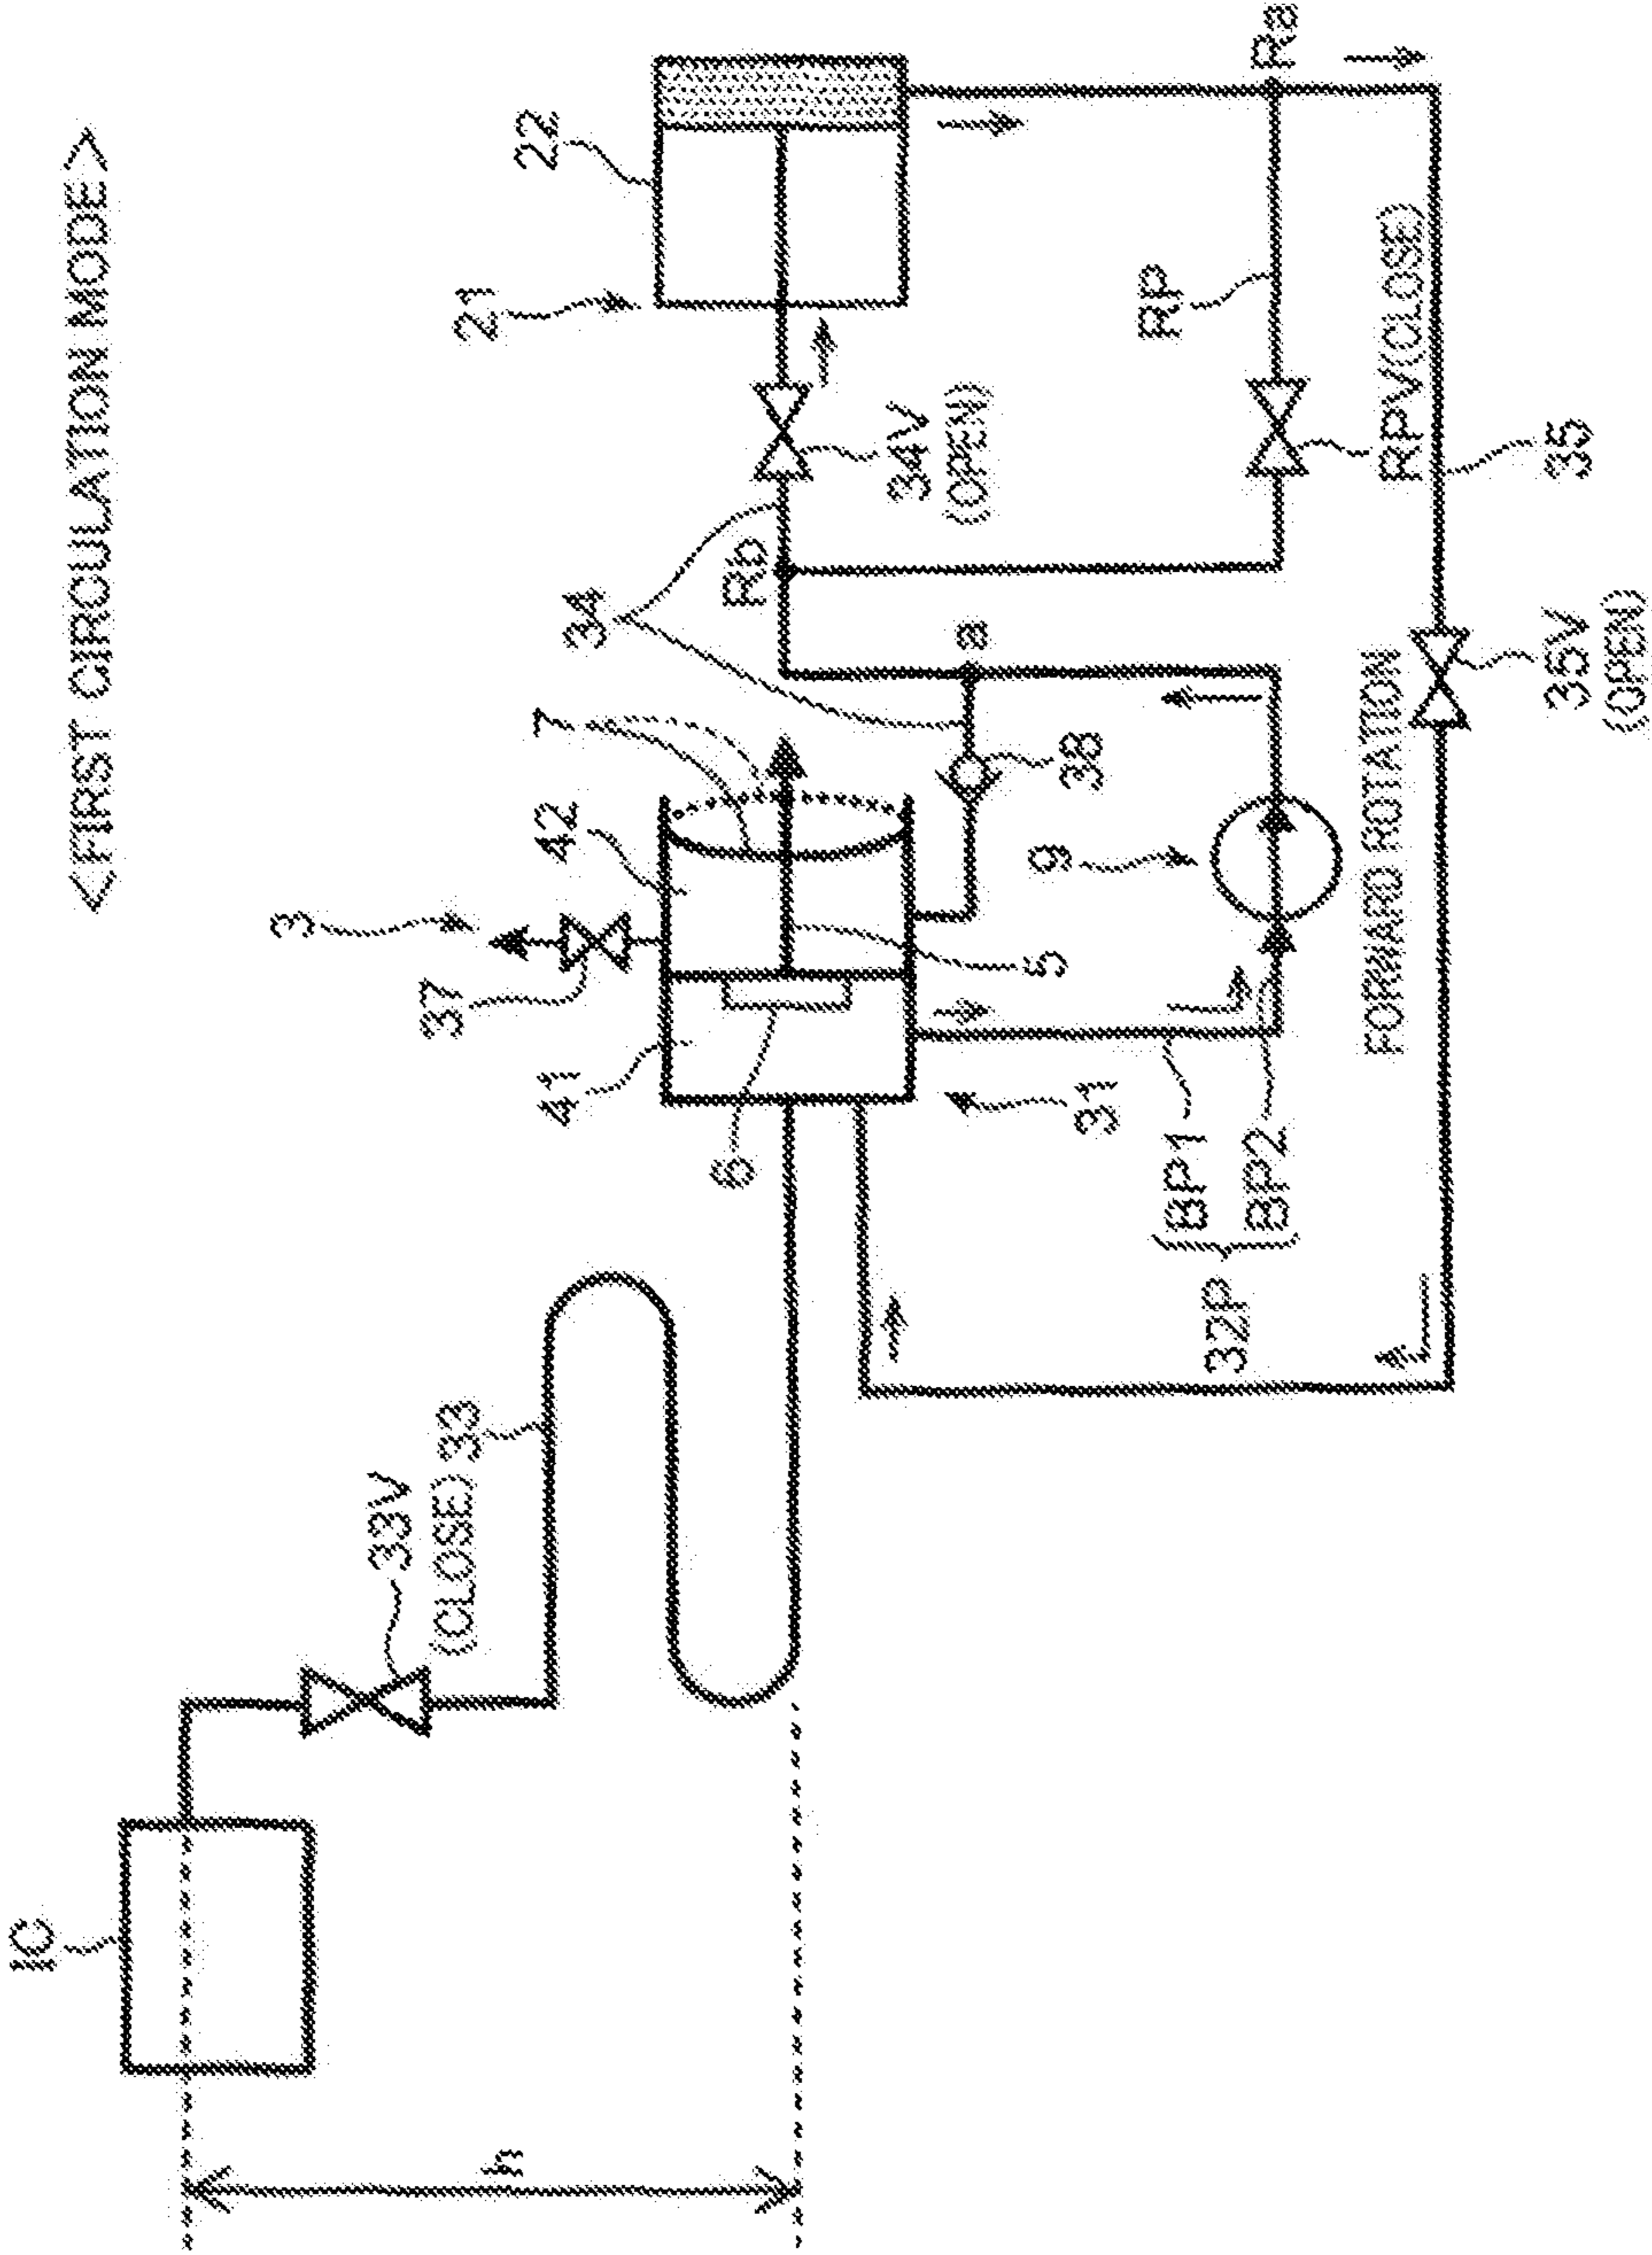 <FIRST CIRCULATION MODE>
IC
33V
(CLOSE)
33
h
3
37
41
42
7
6
5
31
34
38
a
Rb
34V
(OPEN)
21
22
9
BP1
BP2
32P
FORWARD ROTATION
RP
RPV(CLOSE)
Ra
35
35V
(OPEN)